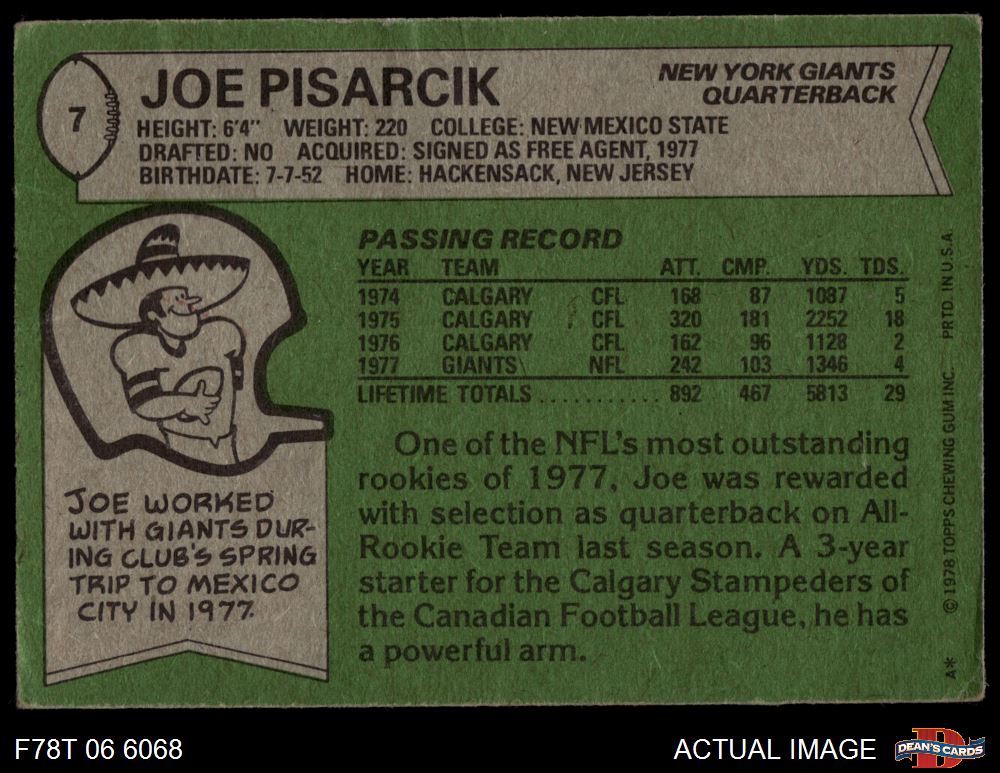 7
JOE PISARCIK
NEW YORK GIANTS
QUARTERBACK
HEIGHT: 6'4" WEIGHT: 220 COLLEGE: NEW MEXICO STATE
DRAFTED: NO ACQUIRED: SIGNED AS FREE AGENT, 1977
BIRTHDATE: 7-7-52 HOME: HACKENSACK, NEW JERSEY
PASSING RECORD
YEAR TEAM ATT. CMP. YDS. TDS.
1974 CALGARY CFL 168 87 1087 5
1975 CALGARY CFL 320 181 2252 18
1976 CALGARY CFL 162 96 1128 2
1977 GIANTS NFL 242 103 1346 4
LIFETIME TOTALS ........... 892 467 5813 29
One of the NFL's most outstanding
rookies of 1977, Joe was rewarded
with selection as quarterback on All-
Rookie Team last season. A 3-year
starter for the Calgary Stampeders of
the Canadian Football League, he has
a powerful arm.
JOE WORKED
WITH GIANTS DUR-
ING CLUB'S SPRING
TRIP TO MEXICO
CITY IN 1977.
A* © 1978 TOPPS CHEWING GUM INC. PRTD. IN U.S.A.
F78T 06 6068
ACTUAL IMAGE
D
DEAN'S CARDS